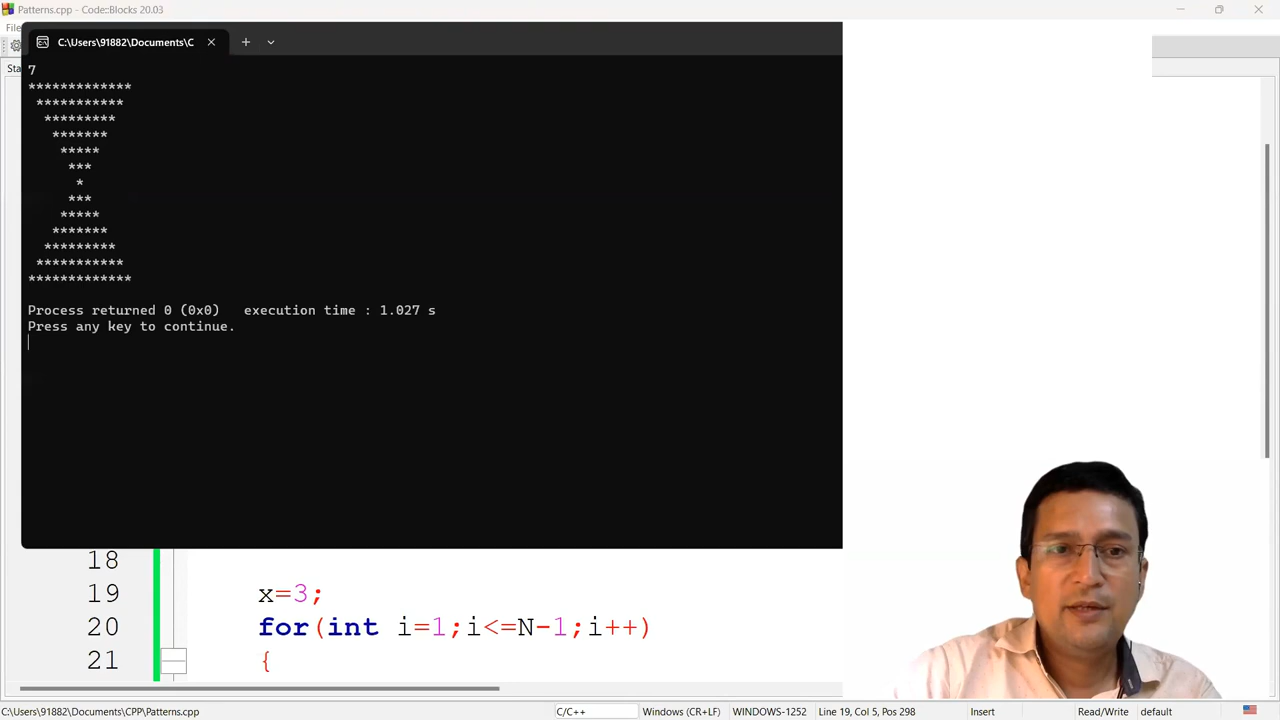 Patterns.cpp - Code::Blocks 20.03
C:\Users\91882\Documents\C
7
*************
 ***********
  *********
   *******
    *****
     ***
      *
     ***
    *****
   *******
  *********
 ***********
*************
Process returned 0 (0x0)   execution time : 1.027 s
Press any key to continue.
18
19 x=3;
20 for(int i=1;i<=N-1;i++)
21 {
C:\Users\91882\Documents\CPP\Patterns.cpp C/C++ Windows (CR+LF) WINDOWS-1252 Line 19, Col 5, Pos 298 Insert Read/Write default